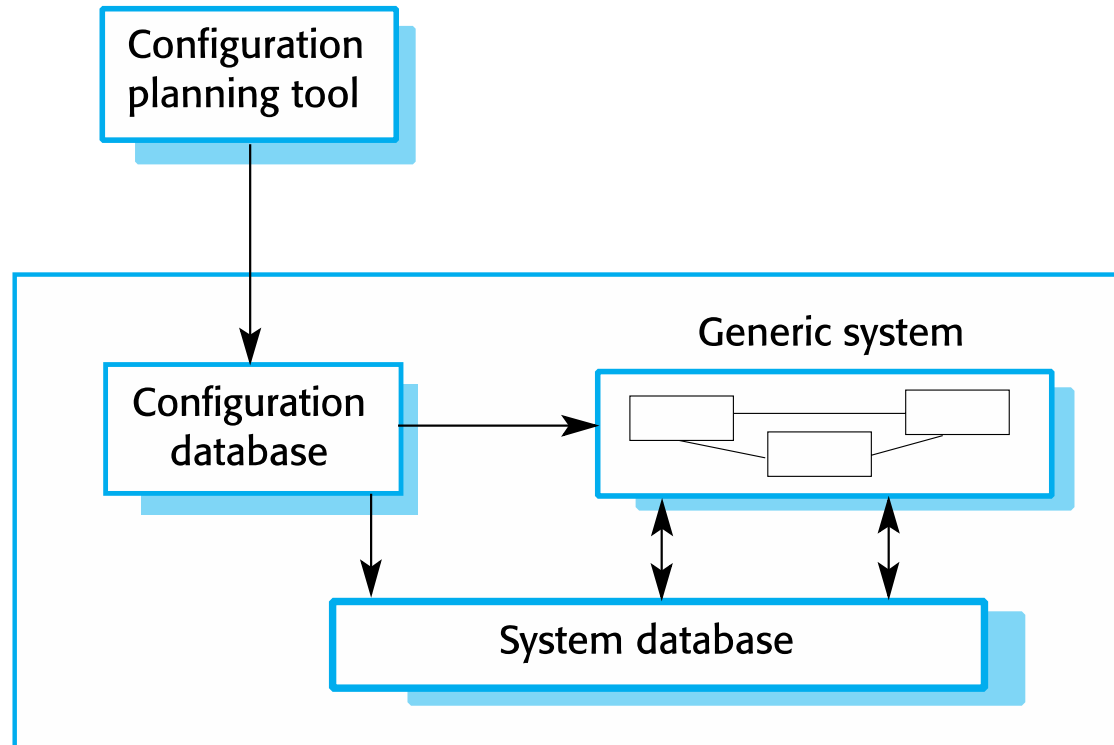 Configuration
planning tool
Generic system
Configuration
database
System database